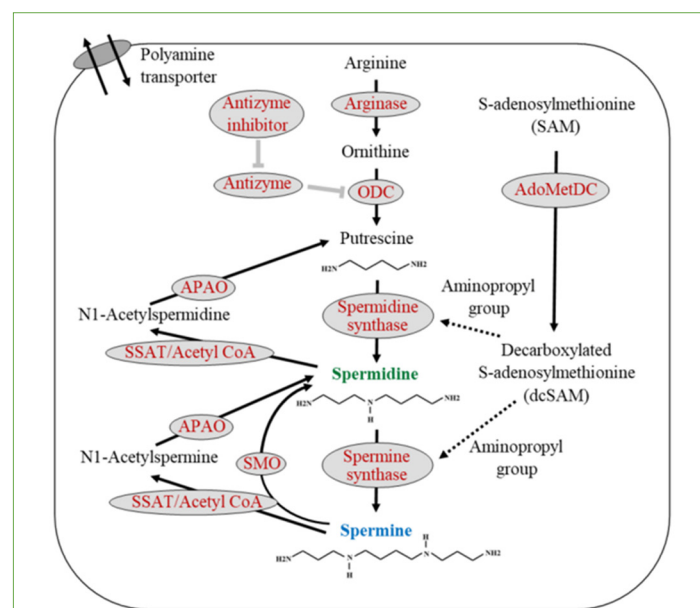 Polyamine
transporter
Arginine
Antizyme
inhibitor
Arginase
S-adenosylmethionine
(SAM)
Ornithine
Antizyme
ODC
AdoMetDC
Putrescine
H2N
NH2
APAO
Aminopropyl
group
N1-Acetylspermidine
Spermidine
synthase
SSAT/Acetyl CoA
Decarboxylated
S-adenosylmethionine
(dcSAM)
Spermidine
H2N
N
H
NH2
APAO
N1-Acetylspermine
SMO
Spermine
synthase
Aminopropyl
group
SSAT/Acetyl CoA
Spermine
H
H2N
N
N
NH2
H